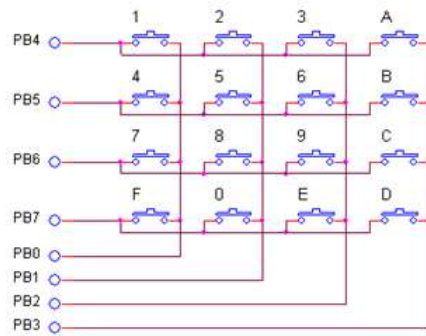 1 2 3 A
PB4
4 5 6 B
PB5
7 8 9 C
PB6
F 0 E D
PB7
PB0
PB1
PB2
PB3